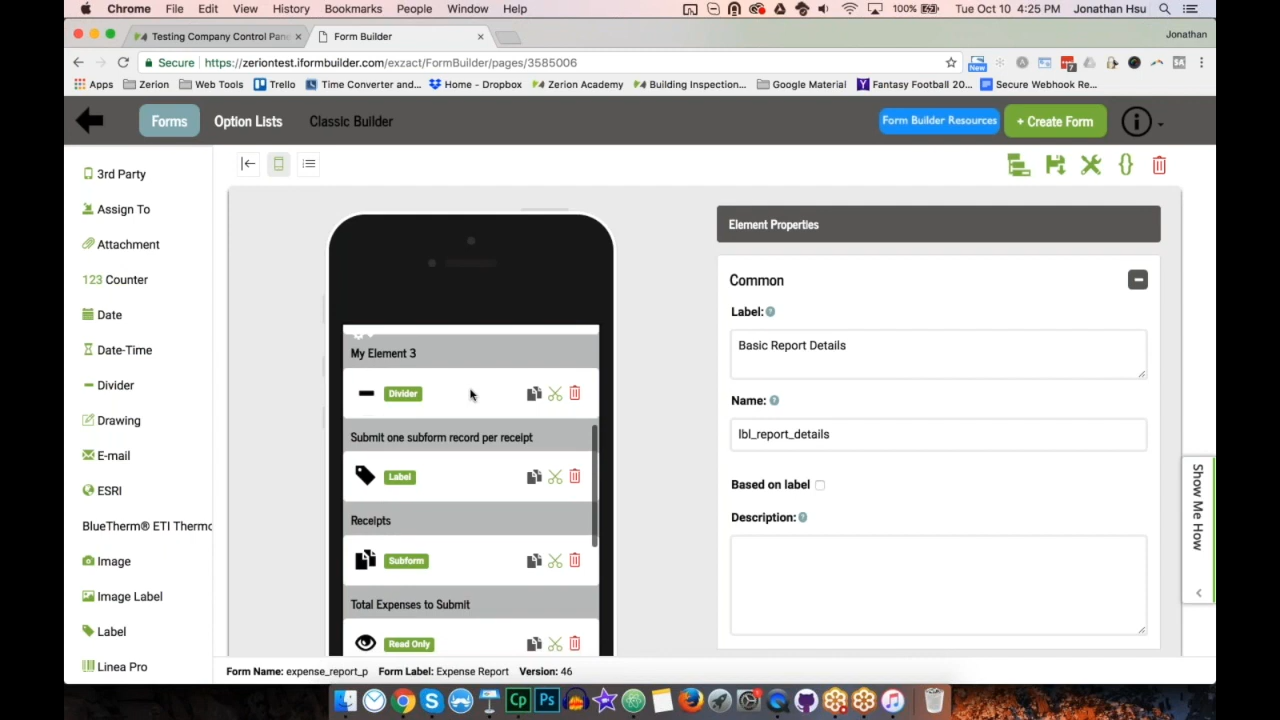 Chrome File Edit View History Bookmarks People Window Help 100% Tue Oct 10 4:25 PM Jonathan Hsu
Testing Company Control Pane × Form Builder × Jonathan
Secure https://zeriontest.iformbuilder.com/exzact/FormBuilder/pages/3585006 New 7
Apps Zerion Web Tools Trello Time Converter and... Home - Dropbox Zerion Academy Building Inspection... Google Material Fantasy Football 20... Secure Webhook Re...
Forms Option Lists Classic Builder Form Builder Resources + Create Form
3rd Party
Assign To
Attachment
123 Counter
Date
Date-Time
Divider
Drawing
E-mail
ESRI
BlueTherm® ETI Thermo
Image
Image Label
Label
Linea Pro
My Element 3
Divider
Submit one subform record per receipt
Label
Receipts
Subform
Total Expenses to Submit
Read Only
Element Properties
Common
Label:
Basic Report Details
Name:
lbl_report_details
Based on label
Description:
Show Me How
Form Name: expense_report_p Form Label: Expense Report Version: 46
Cp Ps